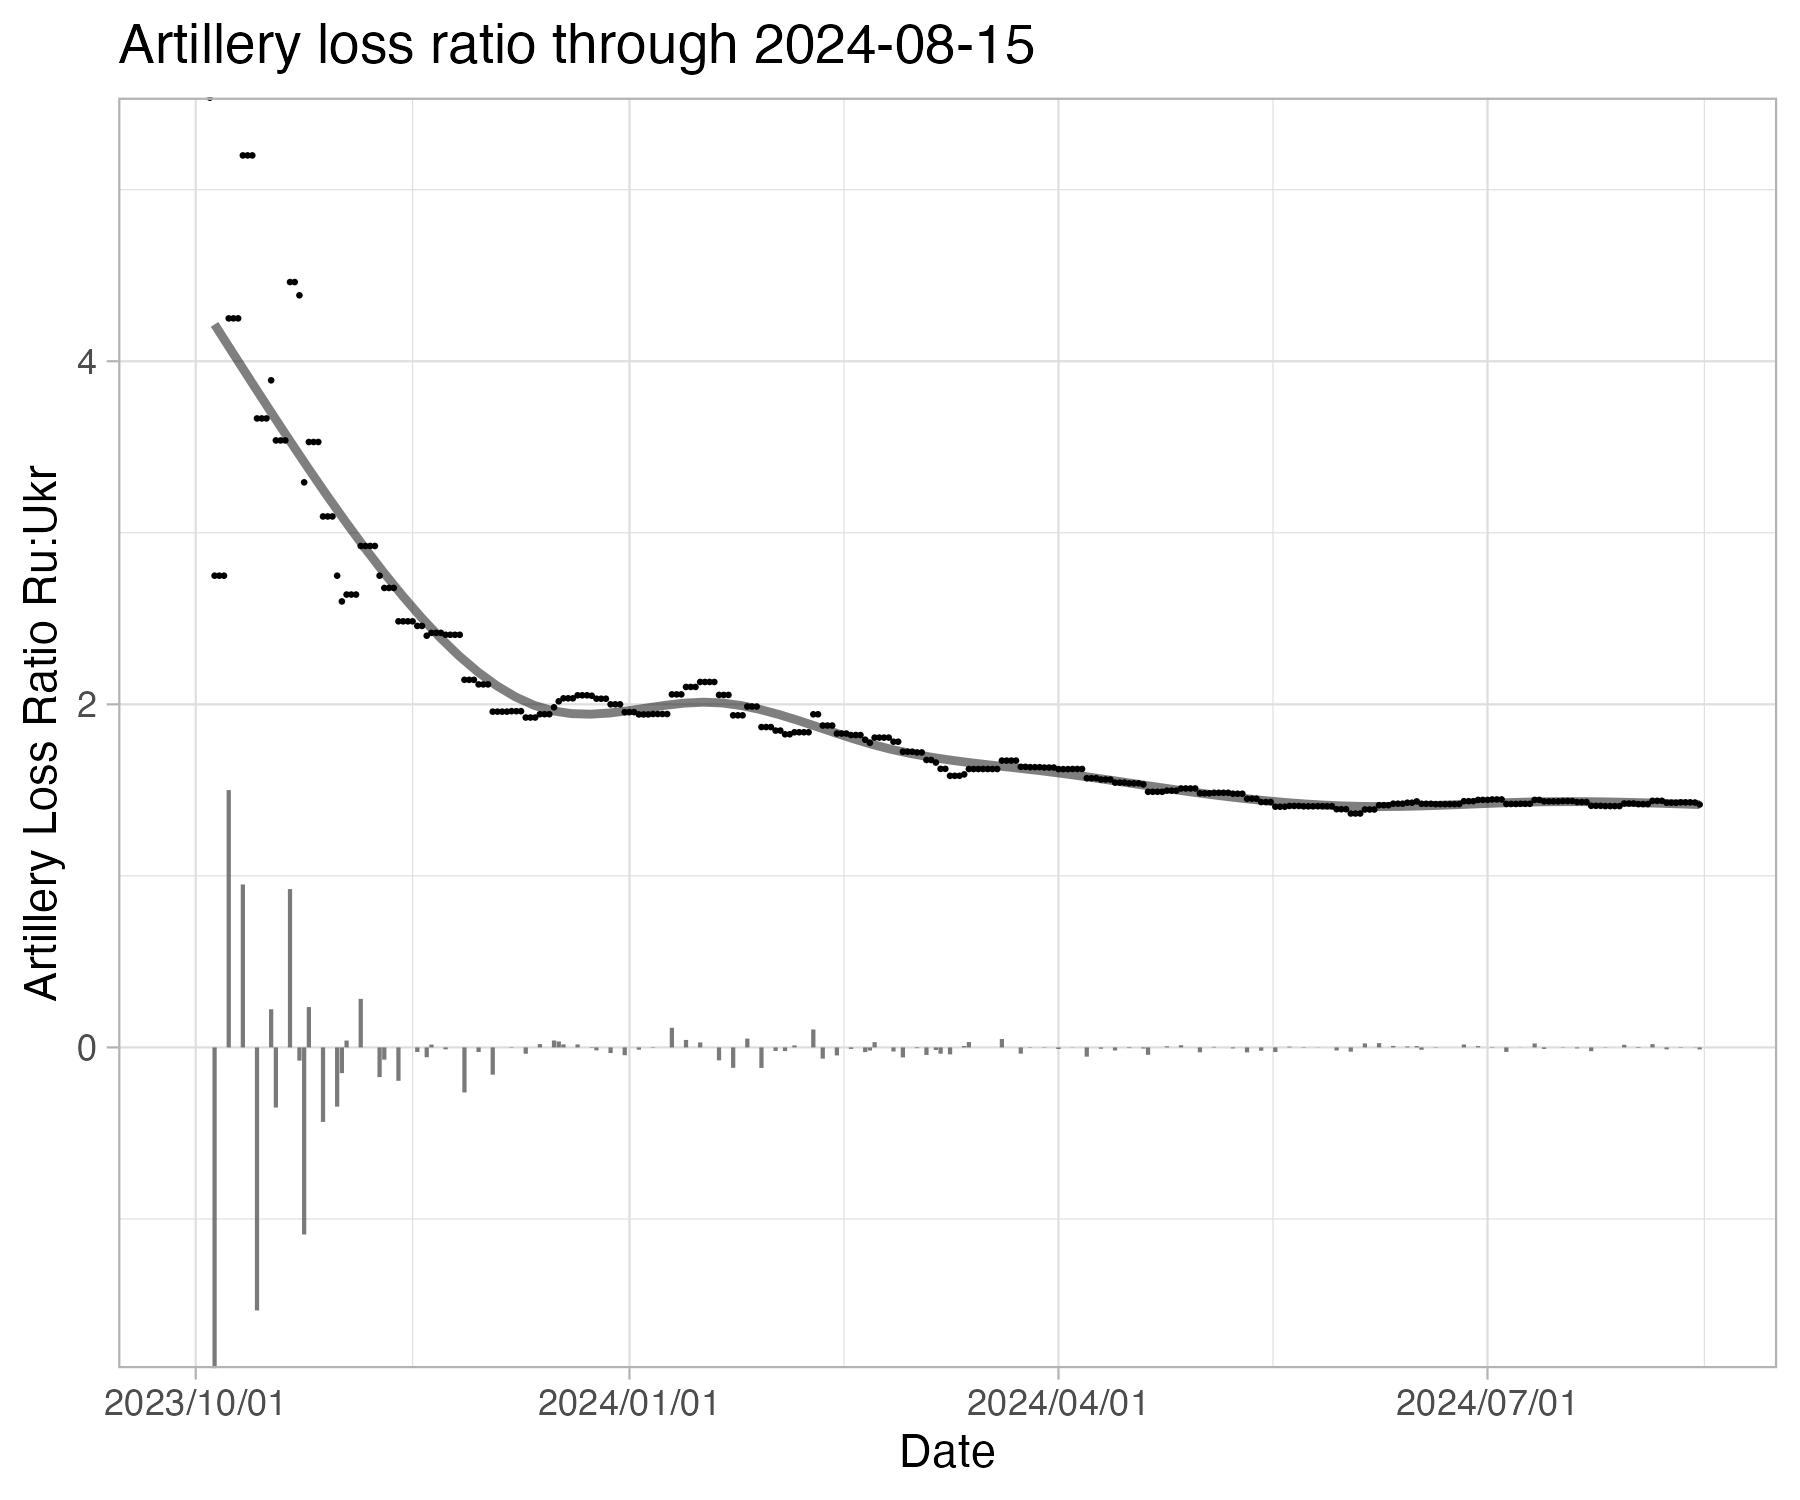 Artillery loss ratio through 2024-08-15
Artillery Loss Ratio Ru:Ukr
4
2
0
2023/10/01
2024/01/01
2024/04/01
2024/07/01
Date